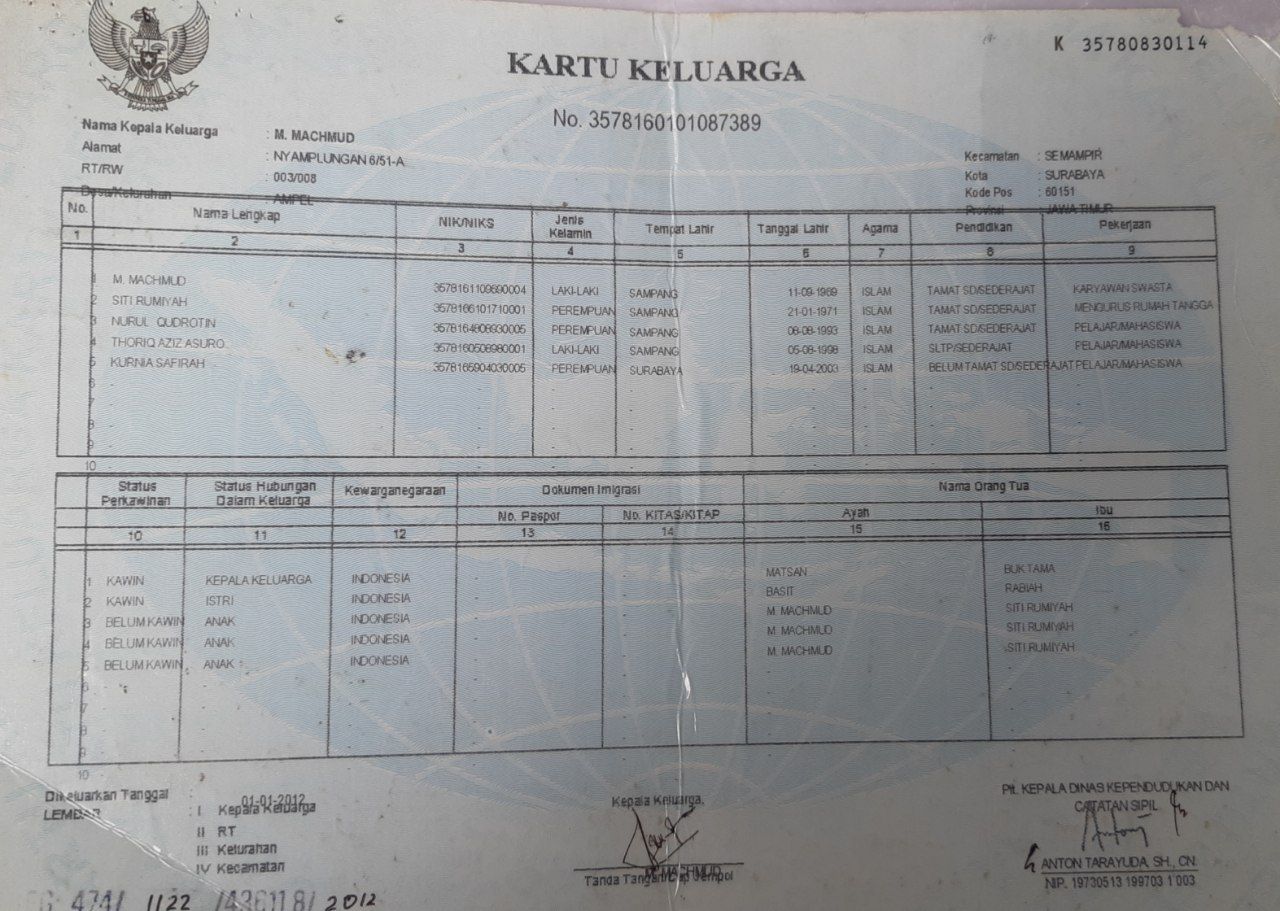 K 35780830114
KARTU KELUARGA
No. 3578160101087389
Nama Kepala Keluarga : M. MACHMUD
Alamat : NYAMPLUNGAN 6/51-A
RT/RW : 003/008
Desa/Kelurahan : AMPEL
Kecamatan : SEMAMPIR
Kota : SURABAYA
Kode Pos : 60151
Provinsi : JAWA TIMUR
No. Nama Lengkap NIK/NIKS Jenis Kelamin Tempat Lahir Tanggal Lahir Agama Pendidikan Pekerjaan
1 2 3 4 5 6 7 8 9
1 M. MACHMUD 3578161109690004 LAKI-LAKI SAMPANG 11-09-1969 ISLAM TAMAT SD/SEDERAJAT KARYAWAN SWASTA
2 SITI RUMIYAH 3578166101710001 PEREMPUAN SAMPANG 21-01-1971 ISLAM TAMAT SD/SEDERAJAT MENGURUS RUMAH TANGGA
3 NURUL QUDROTIN 3578164808930005 PEREMPUAN SAMPANG 08-08-1993 ISLAM TAMAT SD/SEDERAJAT PELAJAR/MAHASISWA
4 THORIQ AZIZ ASURO 3578160508980001 LAKI-LAKI SAMPANG 05-08-1998 ISLAM SLTP/SEDERAJAT PELAJAR/MAHASISWA
5 KURNIA SAFIRAH 3578165904030005 PEREMPUAN SURABAYA 19-04-2003 ISLAM BELUM TAMAT SD/SEDERAJAT PELAJAR/MAHASISWA
6 - - - - - - - -
7 - - - - - - - -
8 - - - - - - - -
9 - - - - - - - -
10
Status Perkawinan Status Hubungan Dalam Keluarga Kewarganegaraan Dokumen Imigrasi Nama Orang Tua
No. Paspor No. KITAS/KITAP Ayah Ibu
10 11 12 13 14 15 16
1 KAWIN KEPALA KELUARGA INDONESIA - - MATSAN BUK TAMA
2 KAWIN ISTRI INDONESIA - - BASIT RABIAH
3 BELUM KAWIN ANAK INDONESIA - - M. MACHMUD SITI RUMIYAH
4 BELUM KAWIN ANAK INDONESIA - - M. MACHMUD SITI RUMIYAH
5 BELUM KAWIN ANAK INDONESIA - - M. MACHMUD SITI RUMIYAH
6 - - - - - - -
7 - - - - - - -
8 - - - - - - -
9 - - - - - - -
10
Dikeluarkan Tanggal : 01-01-2012
LEMBAR : I Kepala Keluarga
II RT
III Kelurahan
IV Kecamatan
Kepala Keluarga,
M. MACHMUD
Tanda Tangan/Cap Jempol
Plt. KEPALA DINAS KEPENDUDUKAN DAN
CATATAN SIPIL
ANTON TARAYUDA, SH., CN.
NIP. 19730513 199703 1 003
474/ 1122 /436118/ 2012